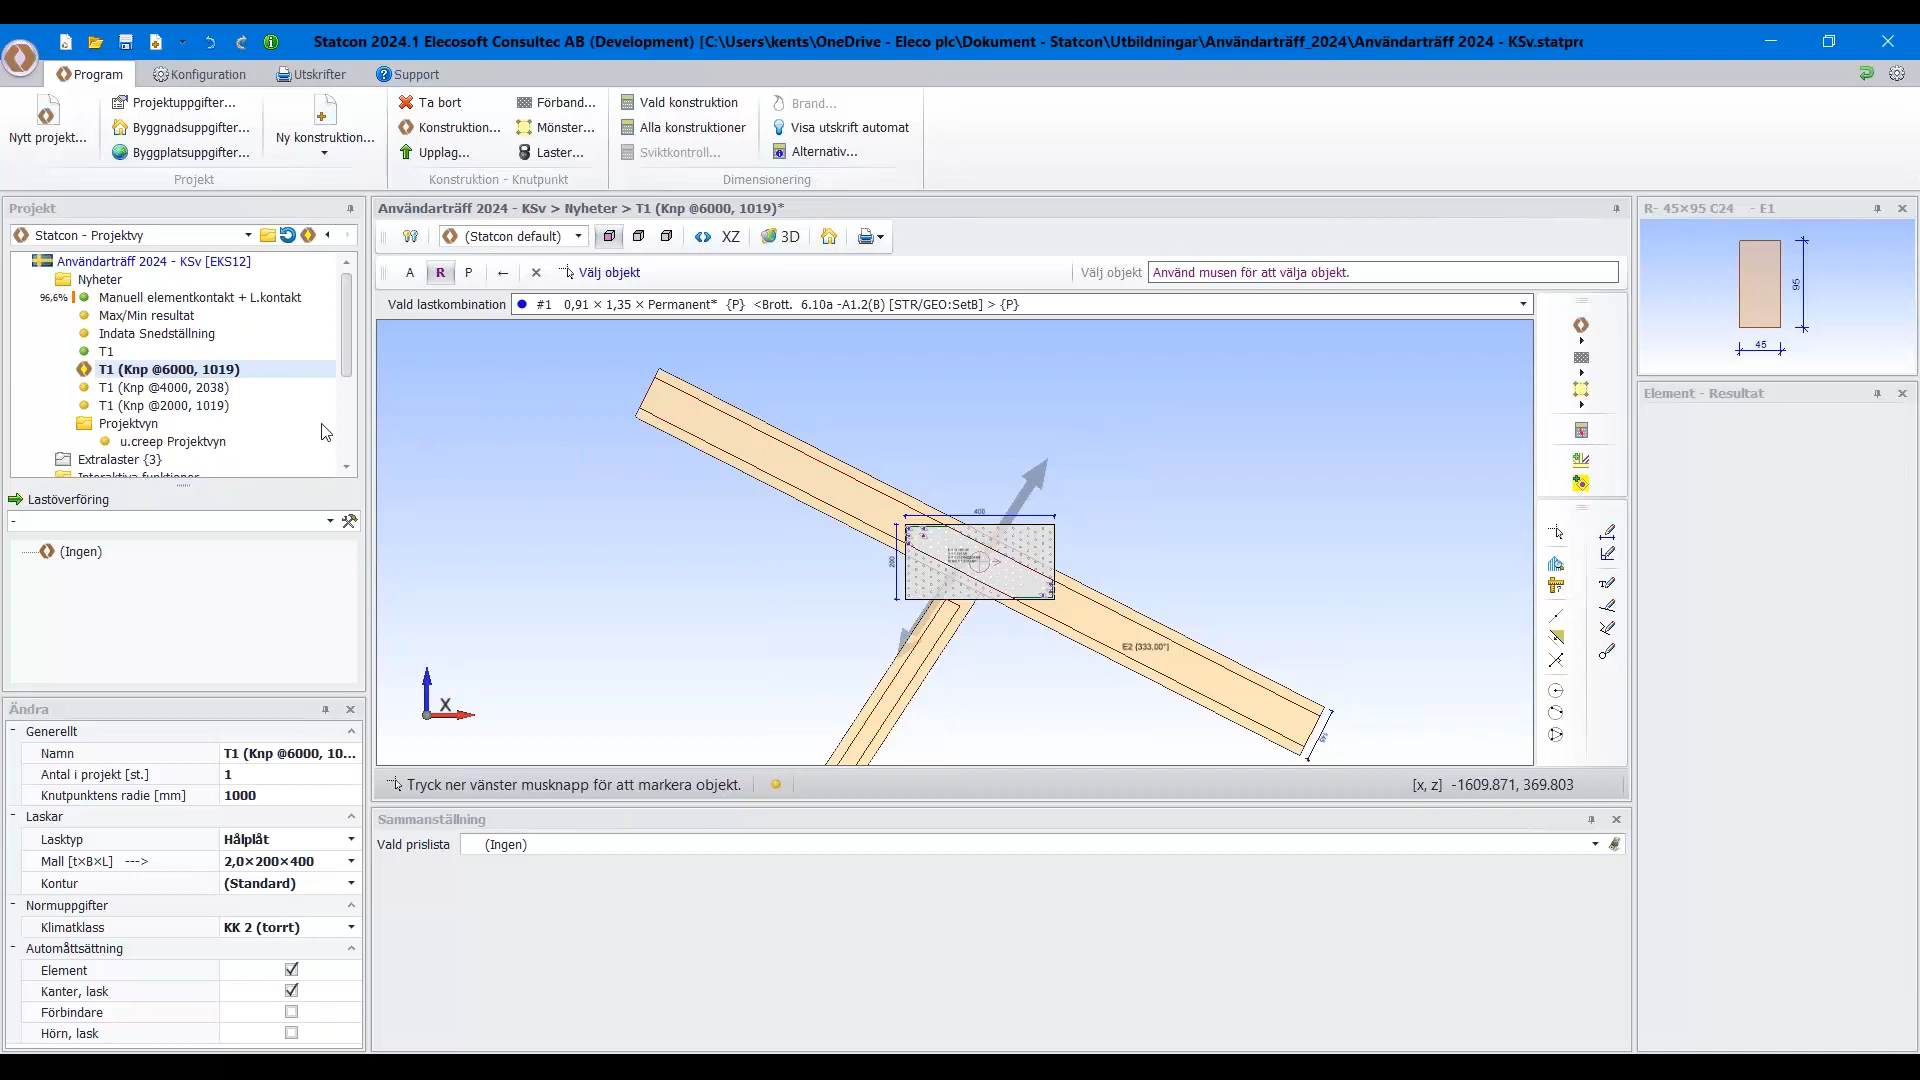 Statcon 2024.1 Elecosoft Consultec AB (Development) [C:\Users\kents\OneDrive - Eleco plc\Dokument - Statcon\Utbildningar\Användarträff_2024\Användarträff 2024 - KSv.statpro
Program Konfiguration Utskrifter Support
Nytt projekt...
Projektuppgifter...
Byggnadsuppgifter...
Byggplatsuppgifter...
Projekt
Ny konstruktion...
Ta bort Förband...
Konstruktion... Mönster...
Upplag... Laster...
Konstruktion - Knutpunkt
Vald konstruktion Brand...
Alla konstruktioner Visa utskrift automat
Sviktkontroll... Alternativ...
Dimensionering
Projekt
Statcon - Projektvy
Användarträff 2024 - KSv [EKS12]
Nyheter
96,6% Manuell elementkontakt + L.kontakt
Max/Min resultat
Indata Snedställning
T1
T1 (Knp @6000, 1019)
T1 (Knp @4000, 2038)
T1 (Knp @2000, 1019)
Projektvyn
u.creep Projektvyn
Extralaster {3}
Interaktiva funktioner
Lastöverföring
-
(Ingen)
Ändra
Generellt
Namn T1 (Knp @6000, 10...
Antal i projekt [st.] 1
Knutpunktens radie [mm] 1000
Laskar
Lasktyp Hålplåt
Mall [t×B×L] ---> 2,0×200×400
Kontur (Standard)
Normuppgifter
Klimatklass KK 2 (torrt)
Automåttsättning
Element
Kanter, lask
Förbindare
Hörn, lask
Användarträff 2024 - KSv > Nyheter > T1 (Knp @6000, 1019)*
(Statcon default) XZ 3D
A R P Välj objekt Välj objekt Använd musen för att välja objekt.
Vald lastkombination #1 0,91 × 1,35 × Permanent* {P} <Brott. 6.10a -A1.2(B) [STR/GEO:SetB] > {P}
400
200
E2 (333,00°)
X
Tryck ner vänster musknapp för att markera objekt. [x, z] -1609.871, 369.803
Sammanställning
Vald prislista (Ingen)
R- 45×95 C24 - E1
95
45
Element - Resultat